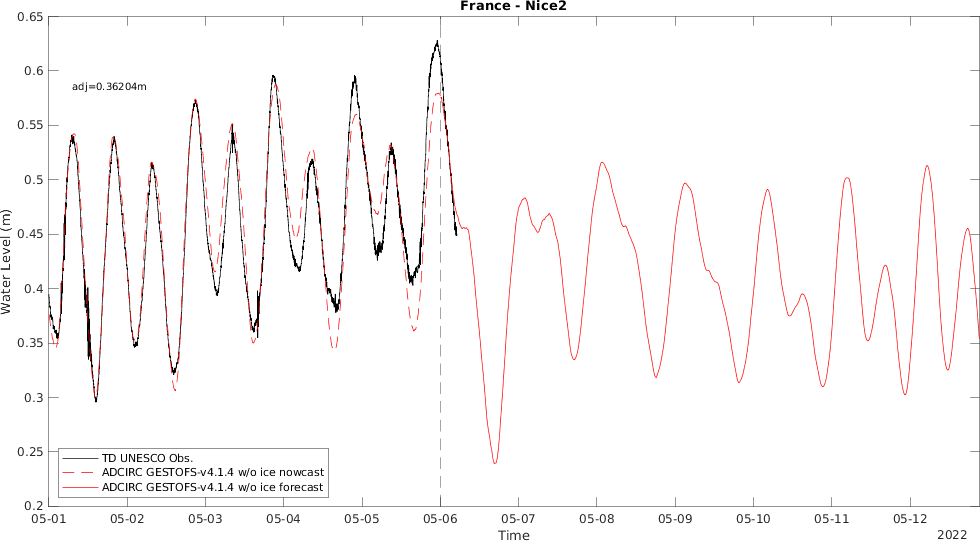 France - Nice2
0.65
0.6
0.55
0.5
0.45
0.4
0.35
0.3
0.25
0.2
Water Level (m)
adj=0.36204m
TD UNESCO Obs.
ADCIRC GESTOFS-v4.1.4 w/o ice nowcast
ADCIRC GESTOFS-v4.1.4 w/o ice forecast
05-01 05-02 05-03 05-04 05-05 05-06 05-07 05-08 05-09 05-10 05-11 05-12
Time
2022